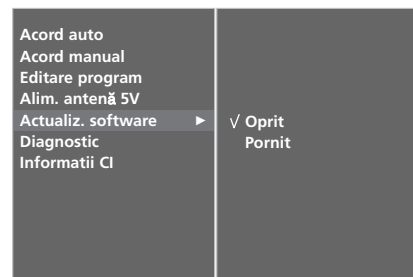 Acord auto
Acord manual
Editare program
Alim. antenă 5V
Actualiz. software ►
Diagnostic
Informatii CI
√ Oprit
Pornit